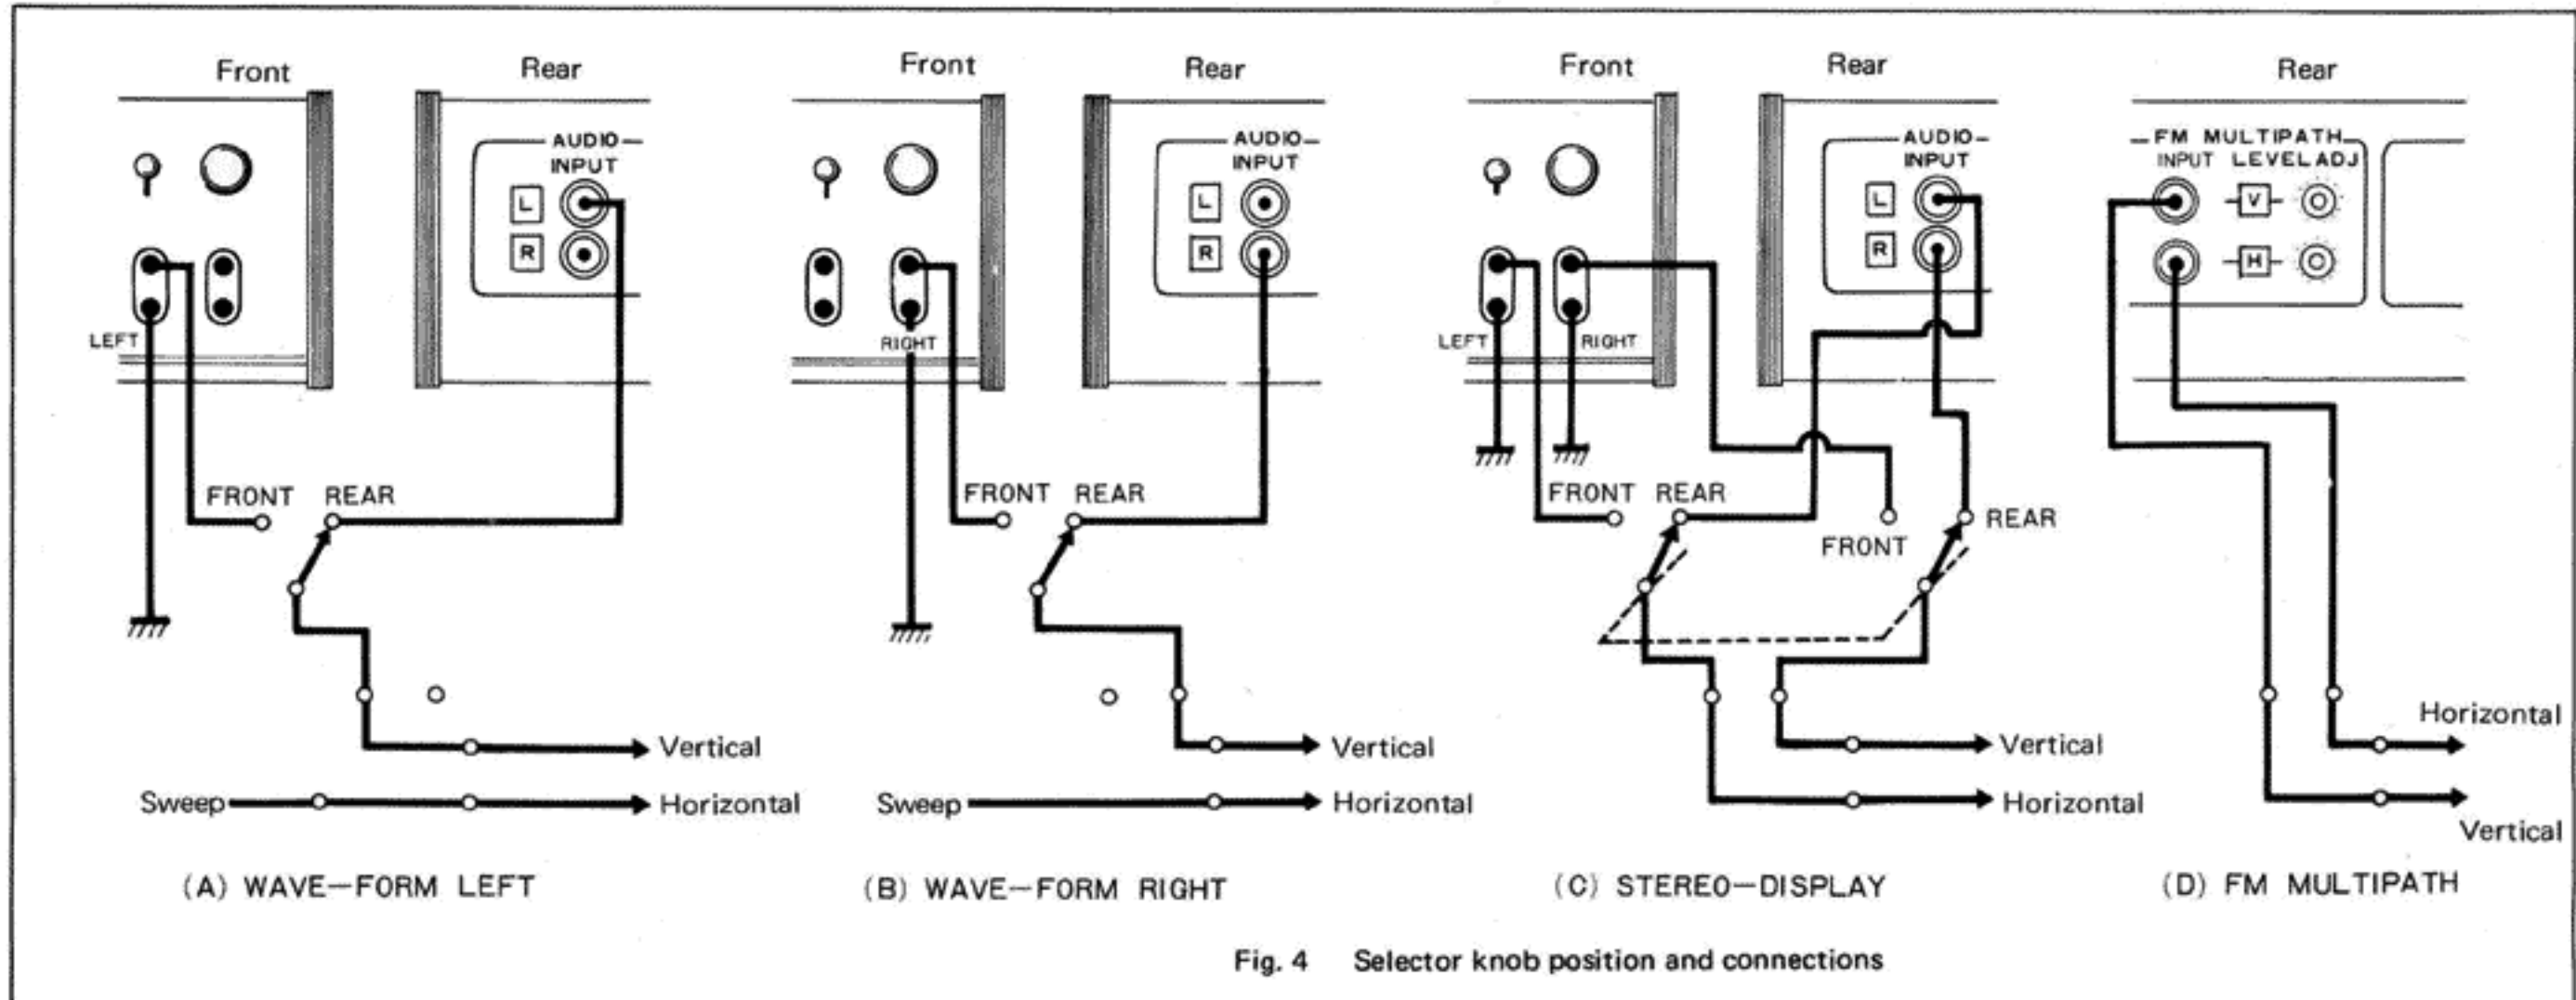 Front Rear
AUDIO
INPUT
L
R
LEFT
FRONT REAR
Vertical
Sweep Horizontal
(A) WAVE-FORM LEFT
Front Rear
AUDIO
INPUT
L
R
RIGHT
FRONT REAR
Vertical
Sweep Horizontal
(B) WAVE-FORM RIGHT
Front Rear
AUDIO
INPUT
L
R
LEFT RIGHT
FRONT REAR
FRONT REAR
Vertical
Horizontal
(C) STEREO-DISPLAY
Rear
FM MULTIPATH
INPUT LEVEL ADJ
V
H
Horizontal
Vertical
(D) FM MULTIPATH
Fig. 4 Selector knob position and connections